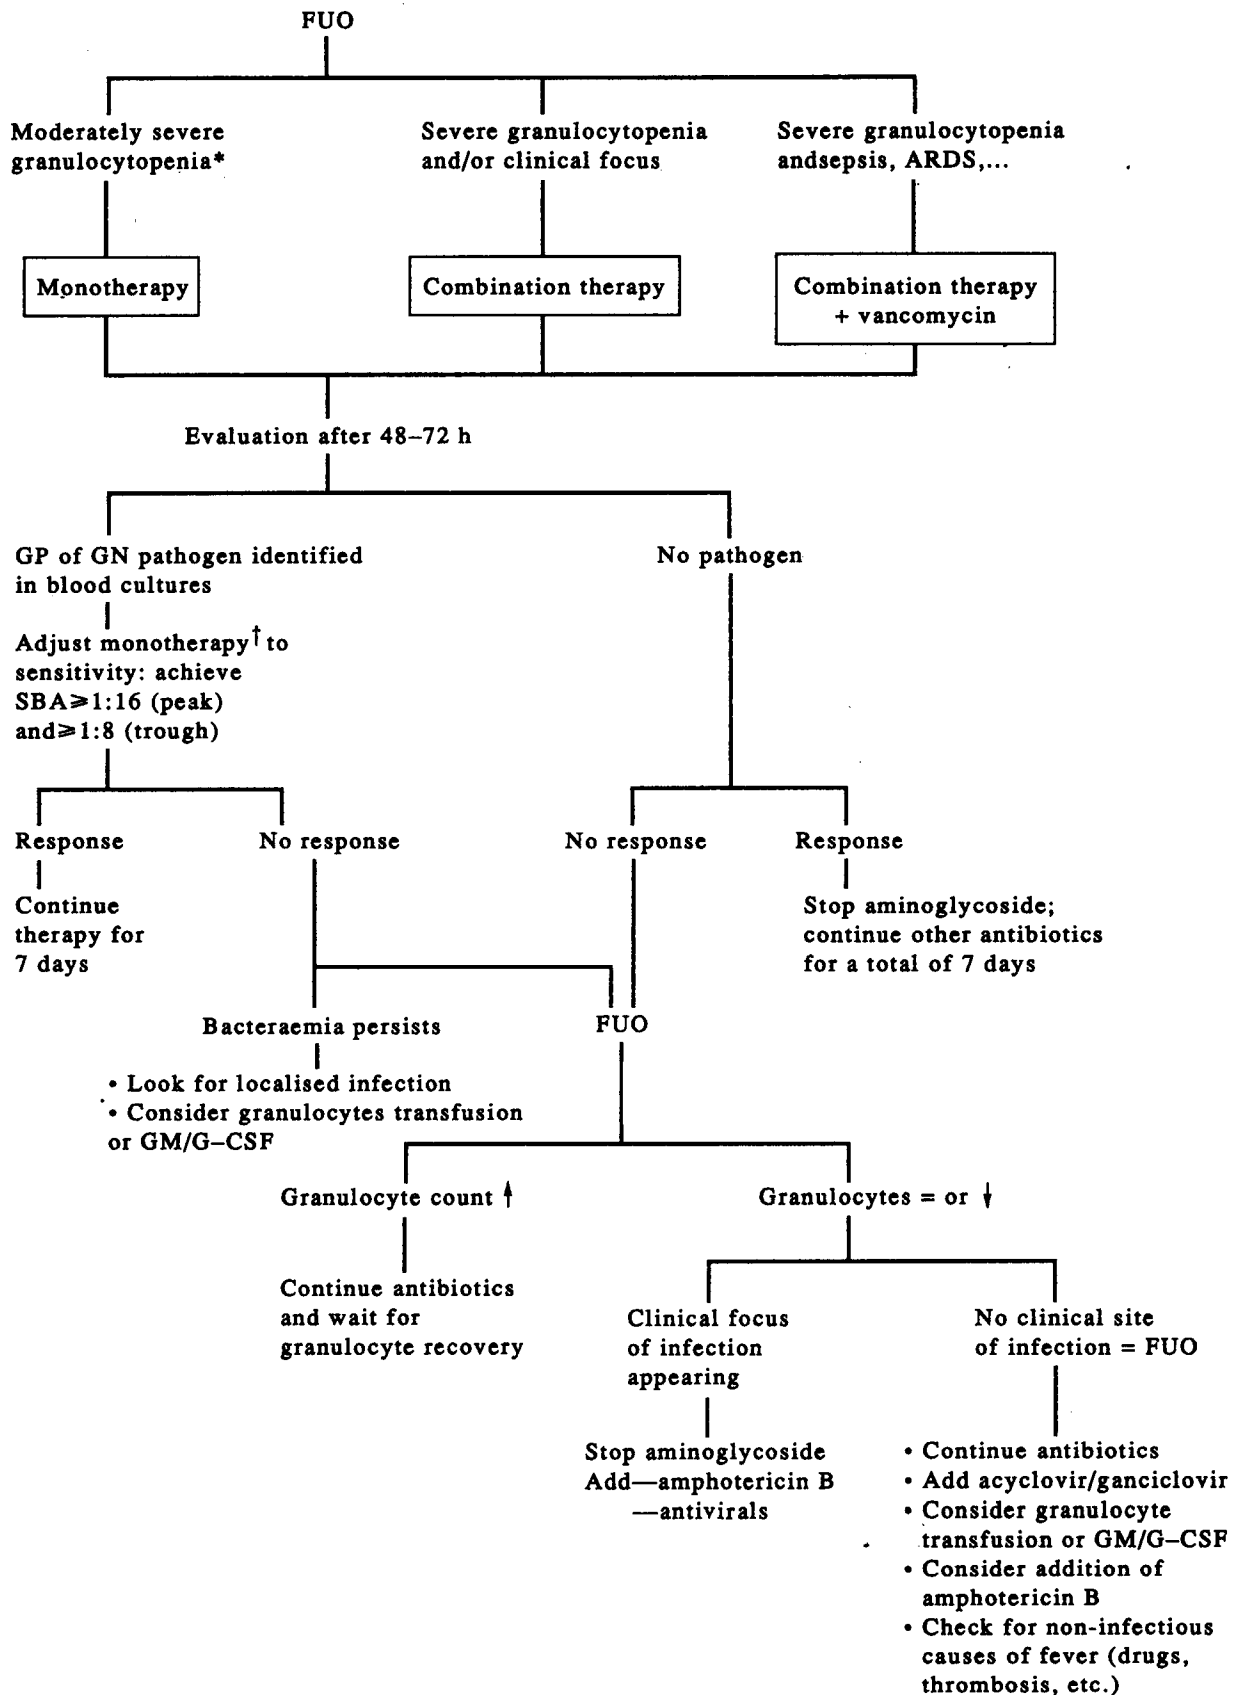 FUO
Moderately severe
granulocytopenia*
Severe granulocytopenia
and/or clinical focus
Severe granulocytopenia
andsepsis, ARDS,...
Monotherapy
Combination therapy
Combination therapy
+ vancomycin
Evaluation after 48–72 h
GP of GN pathogen identified
in blood cultures
No pathogen
Adjust monotherapy† to
sensitivity: achieve
SBA⩾1:16 (peak)
and⩾1:8 (trough)
Response
No response
No response
Response
Continue
therapy for
7 days
Stop aminoglycoside;
continue other antibiotics
for a total of 7 days
Bacteraemia persists
FUO
• Look for localised infection
• Consider granulocytes transfusion
or GM/G–CSF
Granulocyte count ↑
Granulocytes = or ↓
Continue antibiotics
and wait for
granulocyte recovery
Clinical focus
of infection
appearing
No clinical site
of infection = FUO
Stop aminoglycoside
Add—amphotericin B
—antivirals
• Continue antibiotics
• Add acyclovir/ganciclovir
• Consider granulocyte
transfusion or GM/G–CSF
• Consider addition of
amphotericin B
• Check for non-infectious
causes of fever (drugs,
thrombosis, etc.)